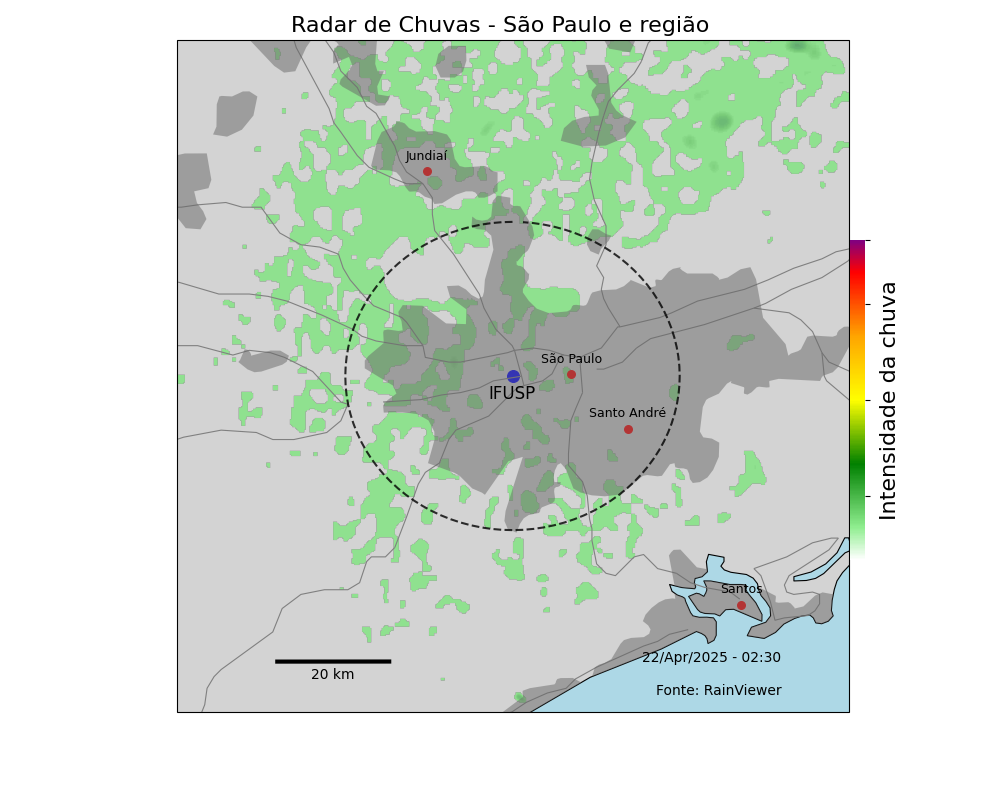 Radar de Chuvas - São Paulo e região
Jundiaí
São Paulo
IFUSP
Santo André
Santos
20 km
22/Apr/2025 - 02:30
Fonte: RainViewer
Intensidade da chuva